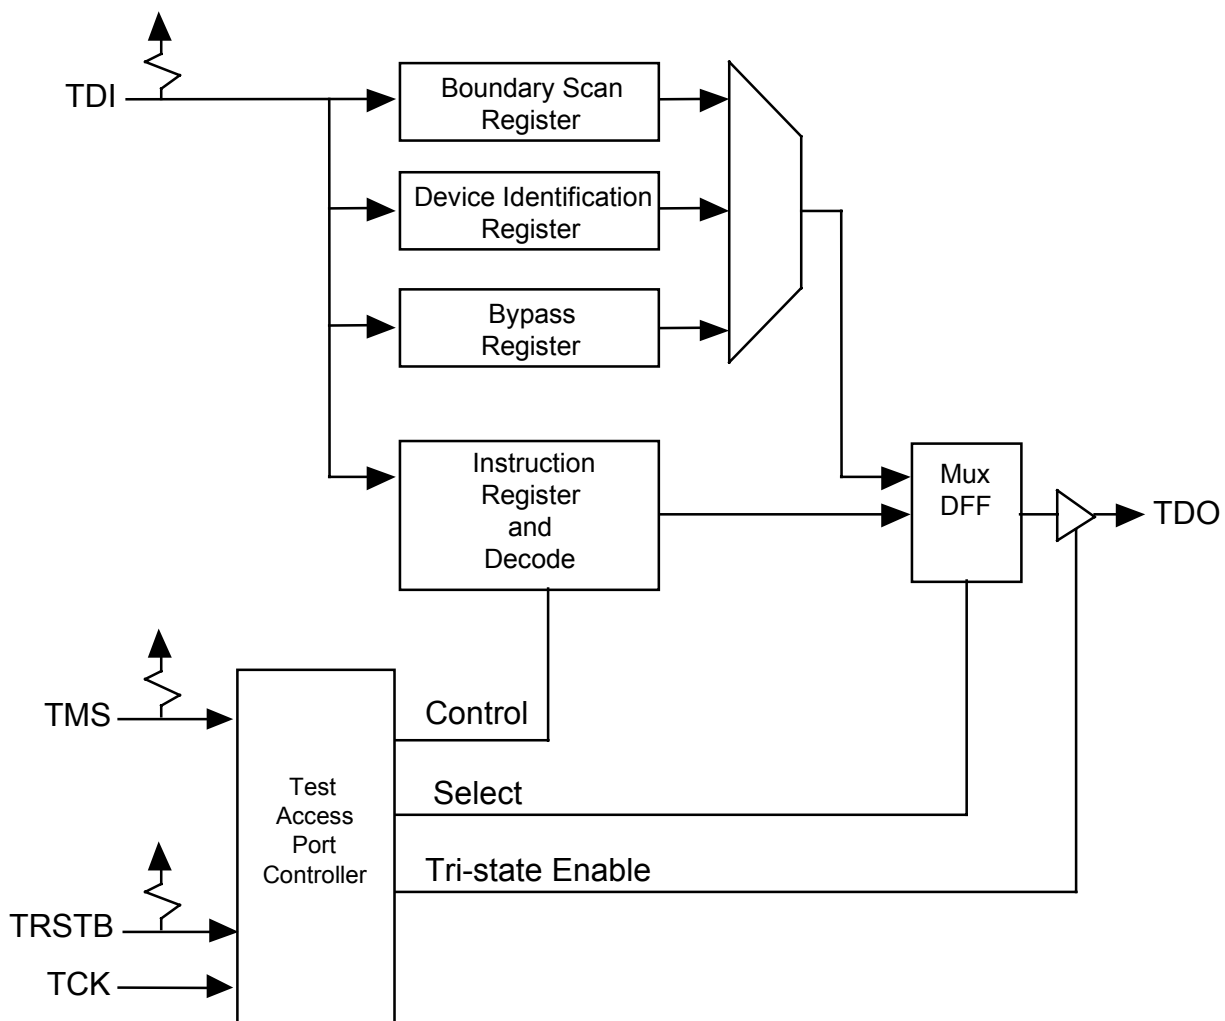 TDI
Boundary Scan
Register
Device Identification
Register
Bypass
Register
Instruction
Register
and
Decode
Mux
DFF
TDO
TMS
Control
Test
Access
Port
Controller
Select
Tri-state Enable
TRSTB
TCK